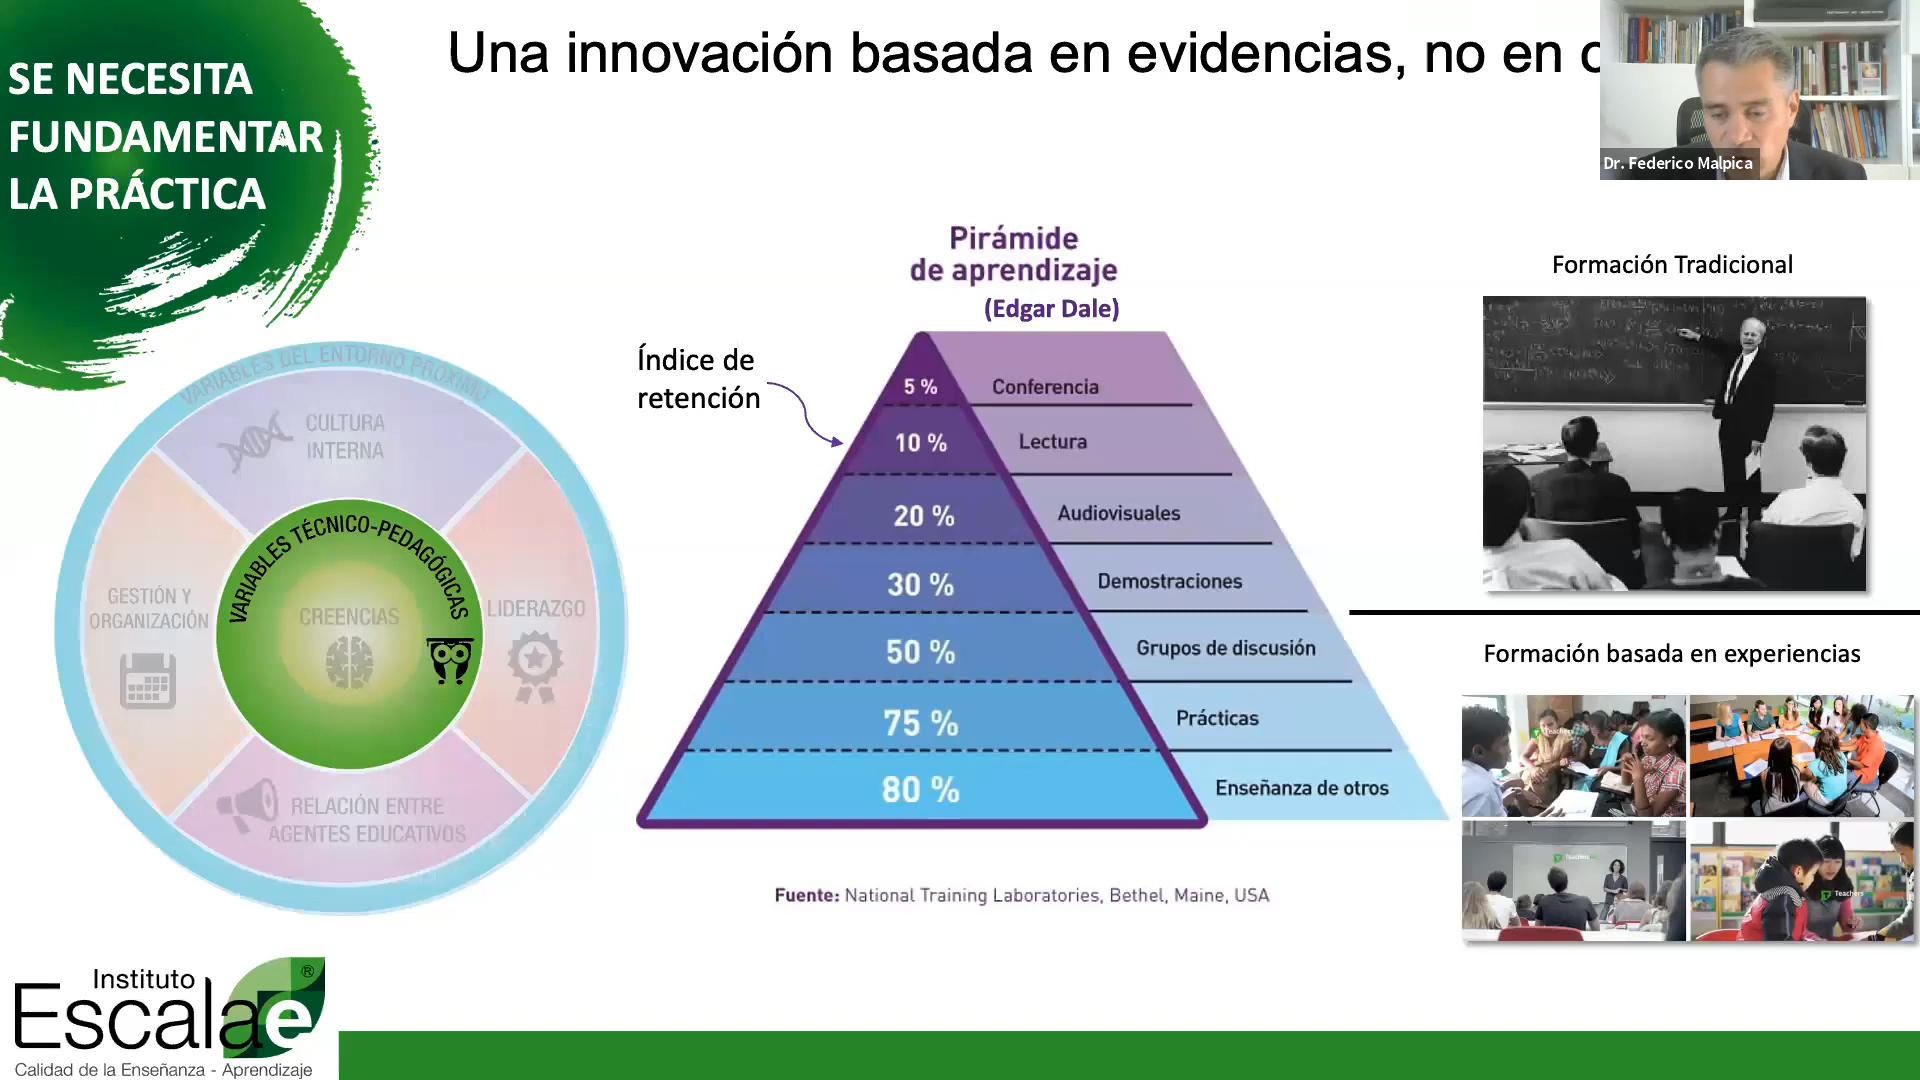 SE NECESITA
FUNDAMENTAR
LA PRÁCTICA
Una innovación basada en evidencias, no en
Dr. Federico Malpica
VARIABLES DEL ENTORNO PRÓXIMO
CULTURA
INTERNA
GESTIÓN Y
ORGANIZACIÓN
VARIABLES TÉCNICO-PEDAGÓGICAS
CREENCIAS
LIDERAZGO
RELACIÓN ENTRE
AGENTES EDUCATIVOS
Pirámide
de aprendizaje
(Edgar Dale)
Índice de
retención
5 % Conferencia
10 % Lectura
20 % Audiovisuales
30 % Demostraciones
50 % Grupos de discusión
75 % Prácticas
80 % Enseñanza de otros
Fuente: National Training Laboratories, Bethel, Maine, USA
Formación Tradicional
Formación basada en experiencias
Teachers
Instituto
Escalae ®
Calidad de la Enseñanza - Aprendizaje